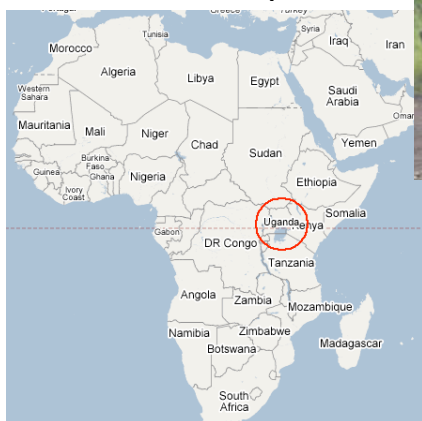 Turkey
Tunisia
Syria
Morocco
Iraq
Iran
Algeria
Libya
Egypt
Western
Sahara
Saudi
Arabia
Oman
Mauritania
Mali
Niger
Chad
Sudan
Yemen
Burkina
Faso
Guinea
Ghana
Nigeria
Ivory
Coast
Ethiopia
Somalia
Uganda
Kenya
Gabon
DR Congo
Tanzania
Angola
Zambia
Mozambique
Namibia
Zimbabwe
Botswana
Madagascar
South
Africa